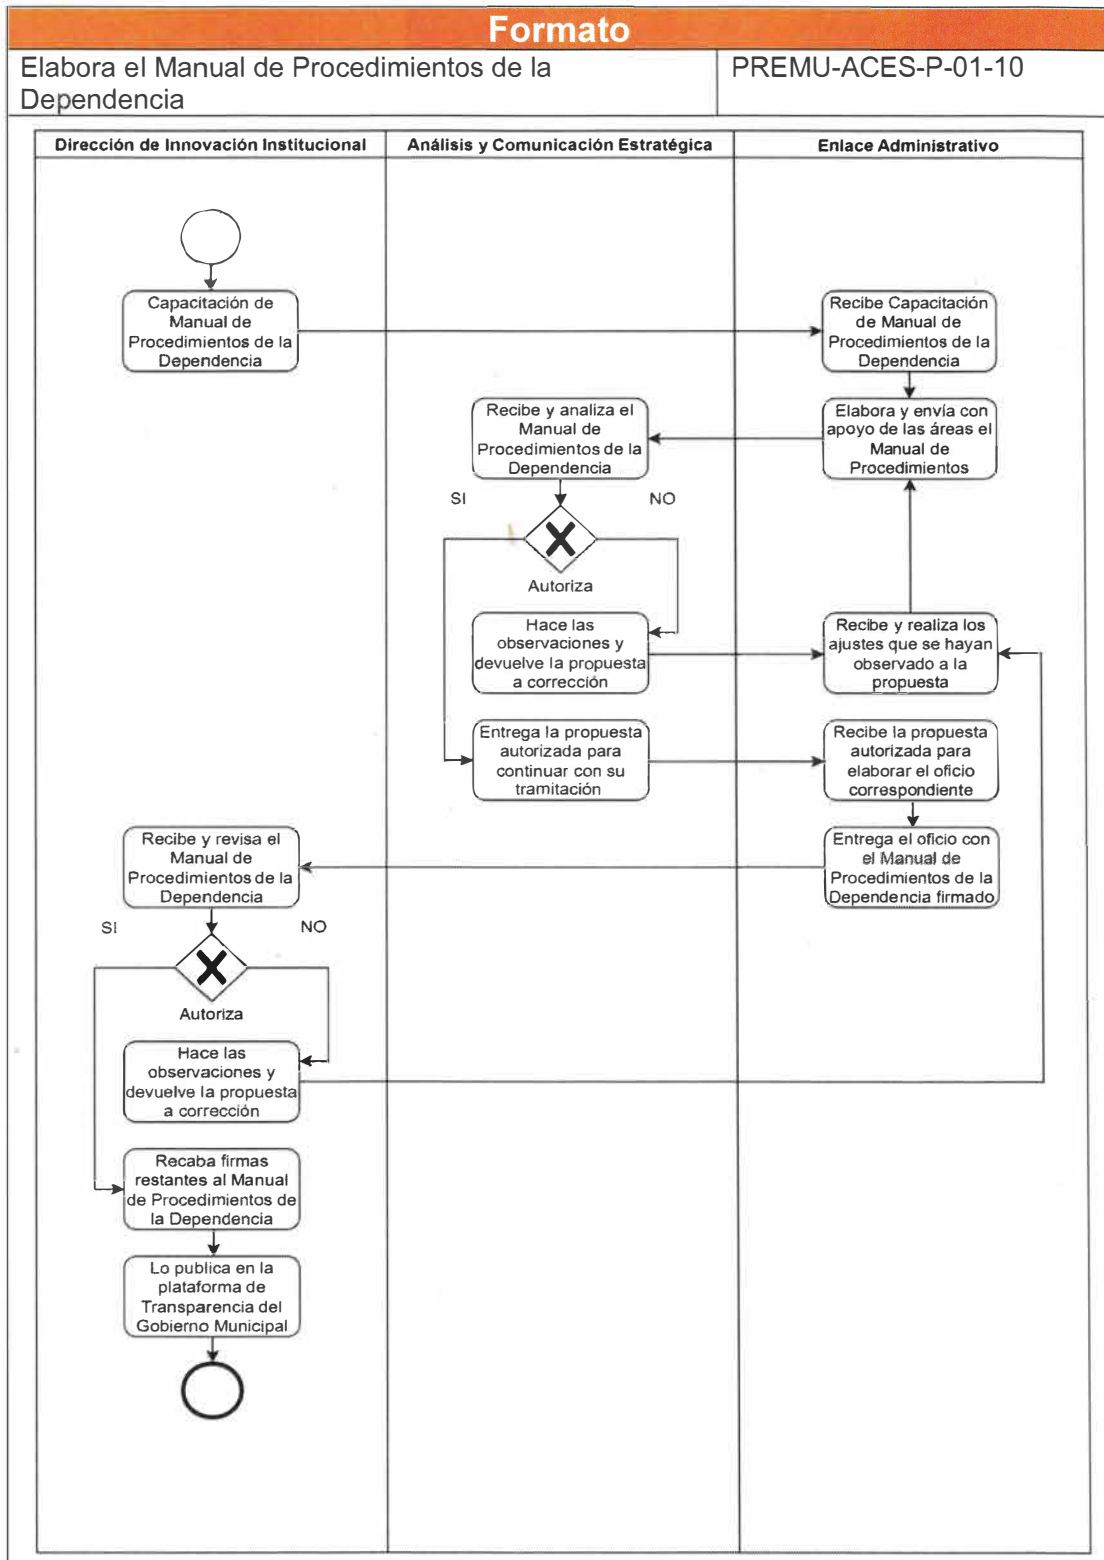 Formato
Elabora el Manual de Procedimientos de la
Dependencia
PREMU-ACES-P-01-10
Dirección de Innovación Institucional
Análisis y Comunicación Estratégica
Enlace Administrativo
Capacitación de
Manual de
Procedimientos de la
Dependencia
Recibe Capacitación
de Manual de
Procedimientos de la
Dependencia
Recibe y analiza el
Manual de
Procedimientos de la
Dependencia
Elabora y envía con
apoyo de las áreas el
Manual de
Procedimientos
SI
NO
Autoriza
Hace las
observaciones y
devuelve la propuesta
a corrección
Recibe y realiza los
ajustes que se hayan
observado a la
propuesta
Entrega la propuesta
autorizada para
continuar con su
tramitación
Recibe la propuesta
autorizada para
elaborar el oficio
correspondiente
Recibe y revisa el
Manual de
Procedimientos de la
Dependencia
Entrega el oficio con
el Manual de
Procedimientos de la
Dependencia firmado
SI
NO
Autoriza
Hace las
observaciones y
devuelve la propuesta
a corrección
Recaba firmas
restantes al Manual
de Procedimientos de
la Dependencia
Lo publica en la
plataforma de
Transparencia del
Gobierno Municipal